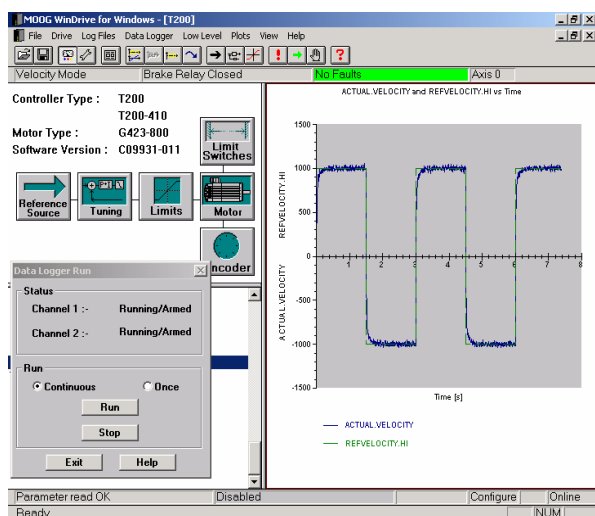 MOOG WinDrive for Windows - [T200]
File Drive Log Files Data Logger Low Level Plots View Help
Velocity Mode Brake Relay Closed No Faults Axis 0
Controller Type : T200
T200-410
Motor Type : G423-800
Software Version : C09931-011
Limit Switches
Reference Source
Tuning
Limits
Motor
Encoder
Data Logger Run
Status
Channel 1 :- Running/Armed
Channel 2 :- Running/Armed
Run
Continuous Once
Run
Stop
Exit Help
ACTUAL.VELOCITY and REFVELOCITY.HI vs Time
REFVELOCITY.HI
ACTUAL.VELOCITY
1500
1000
500
0
-500
-1000
-1500
1 2 3 4 5 6 7 8
Time [s]
ACTUAL.VELOCITY
REFVELOCITY.HI
Parameter read OK Disabled Configure Online
Ready NUM